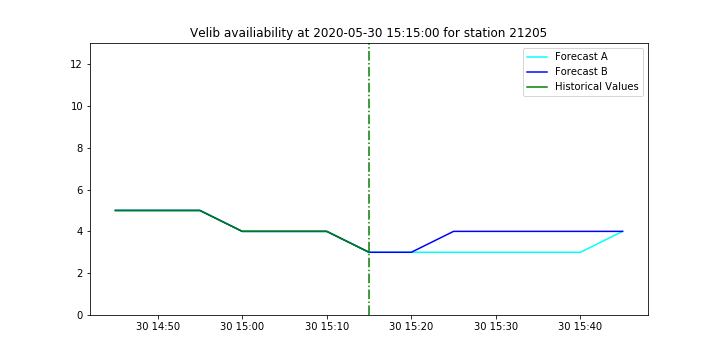 Velib availiability at 2020-05-30 15:15:00 for station 21205
Forecast A
Forecast B
Historical Values
12
10
8
6
4
2
0
30 14:50 30 15:00 30 15:10 30 15:20 30 15:30 30 15:40